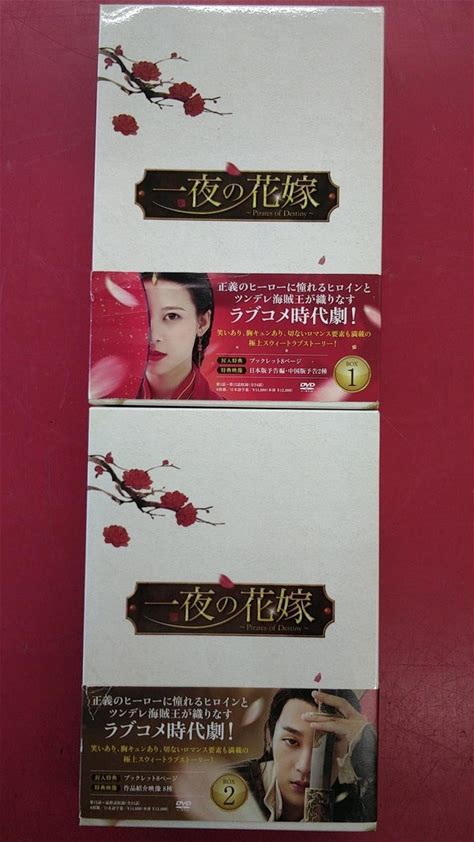 一夜の花嫁
～Pirates of Destiny～
正義のヒーローに憧れるヒロインと
ツンデレ海賊王が織りなす
ラブコメ時代劇！
笑いあり、胸キュンあり、切ないロマンス要素も満載の
極上スウィートラブストーリー！
封入特典 ブックレット8ページ
特典映像 日本版予告編・中国版予告2種
DVD
BOX
1
一夜の花嫁
～Pirates of Destiny～
正義のヒーローに憧れるヒロインと
ツンデレ海賊王が織りなす
ラブコメ時代劇！
笑いあり、胸キュンあり、切ないロマンス要素も満載の
極上スウィートラブストーリー！
封入特典 ブックレット8ページ
特典映像 作品紹介映像 8種
DVD
BOX
2